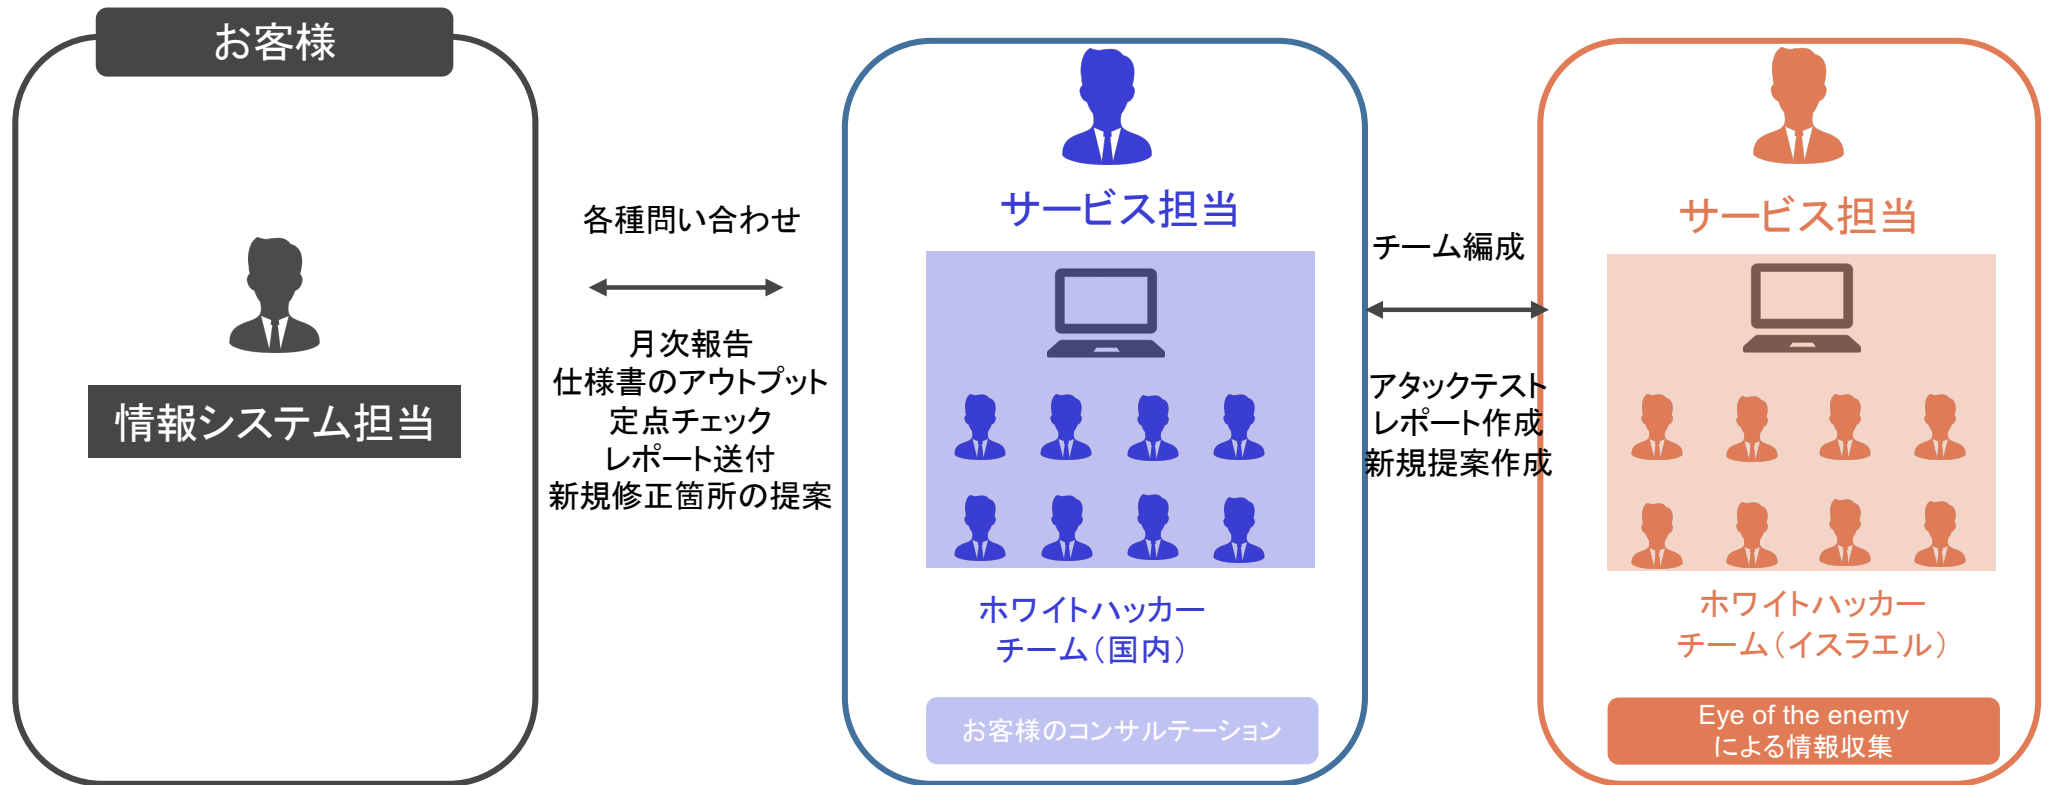 お客様
情報システム担当
各種問い合わせ
月次報告
仕様書のアウトプット
定点チェック
レポート送付
新規修正箇所の提案
サービス担当
ホワイトハッカー
チーム（国内）
お客様のコンサルテーション
チーム編成
アタックテスト
レポート作成
新規提案作成
サービス担当
ホワイトハッカー
チーム（イスラエル）
Eye of the enemy
による情報収集